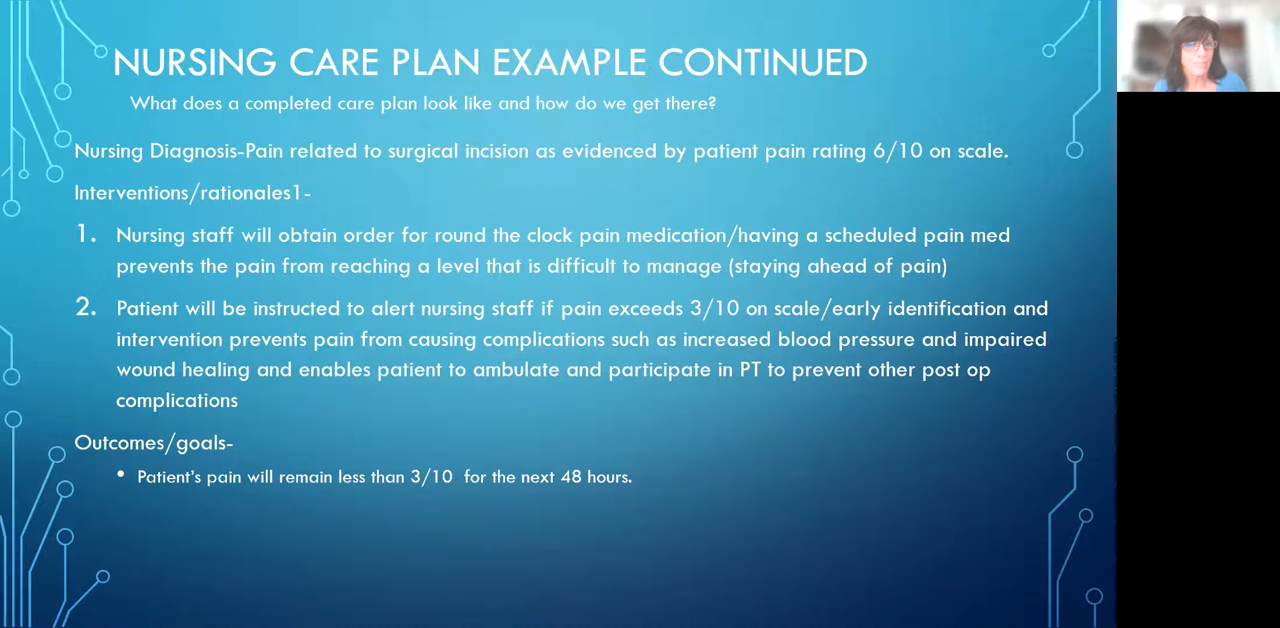 NURSING CARE PLAN EXAMPLE CONTINUED
What does a completed care plan look like and how do we get there?
Nursing Diagnosis-Pain related to surgical incision as evidenced by patient pain rating 6/10 on scale.
Interventions/rationales1-
1. Nursing staff will obtain order for round the clock pain medication/having a scheduled pain med
prevents the pain from reaching a level that is difficult to manage (staying ahead of pain)
2. Patient will be instructed to alert nursing staff if pain exceeds 3/10 on scale/early identification and
intervention prevents pain from causing complications such as increased blood pressure and impaired
wound healing and enables patient to ambulate and participate in PT to prevent other post op
complications
Outcomes/goals-
• Patient's pain will remain less than 3/10 for the next 48 hours.